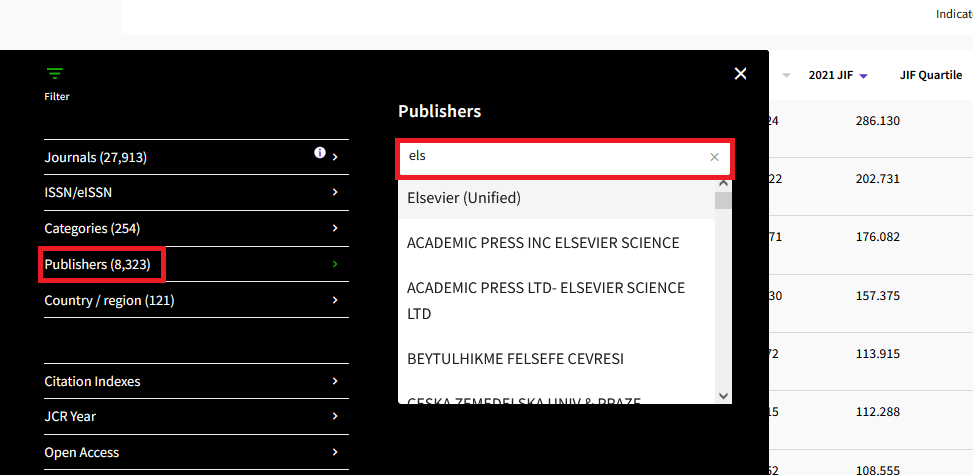 Indicat
Filter
Publishers
2021 JIF
JIF Quartile
els
Journals (27,913)
ISSN/eISSN
Categories (254)
Publishers (8,323)
Country / region (121)
Citation Indexes
JCR Year
Open Access
Elsevier (Unified)
ACADEMIC PRESS INC ELSEVIER SCIENCE
ACADEMIC PRESS LTD- ELSEVIER SCIENCE
LTD
BEYTULHIKME FELSEFE CEVRESI
CESKA ZEMEDELSKA UNIV & PRAZE
24 286.130
22 202.731
71 176.082
30 157.375
72 113.915
15 112.288
62 108.555